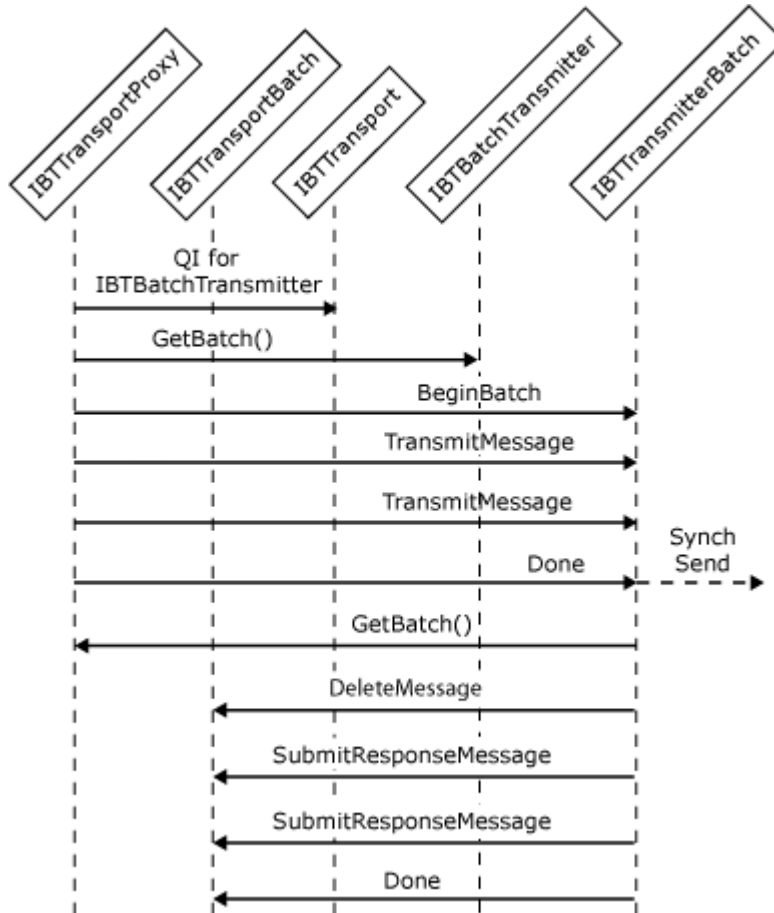 IBTTransportProxy
IBTTransportBatch
IBTTransport
IBTBatchTransmitter
IBTTransmitterBatch
QI for
IBTBatchTransmitter
GetBatch()
BeginBatch
TransmitMessage
TransmitMessage
Synch
Send
Done
GetBatch()
DeleteMessage
SubmitResponseMessage
SubmitResponseMessage
Done